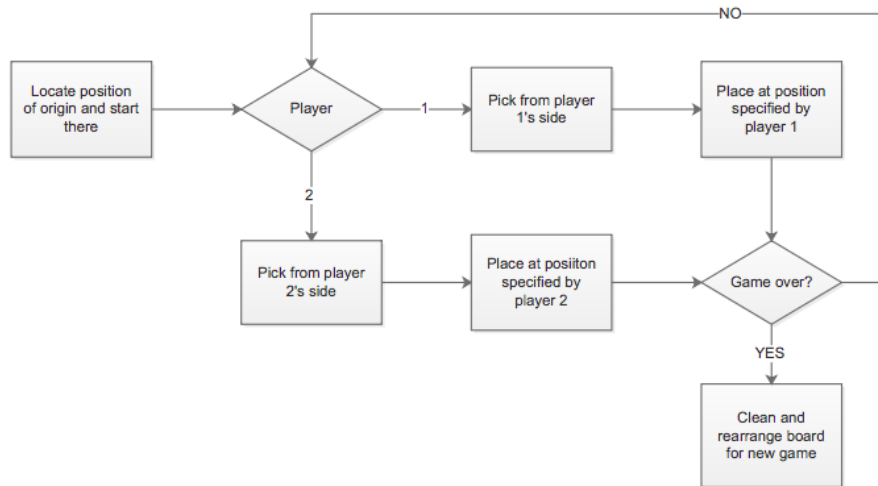 NO
Locate position
of origin and start
there
Player
1
Pick from player
1's side
Place at position
specified by
player 1
2
Pick from player
2's side
Place at posiiton
specified by
player 2
Game over?
YES
Clean and
rearrange board
for new game